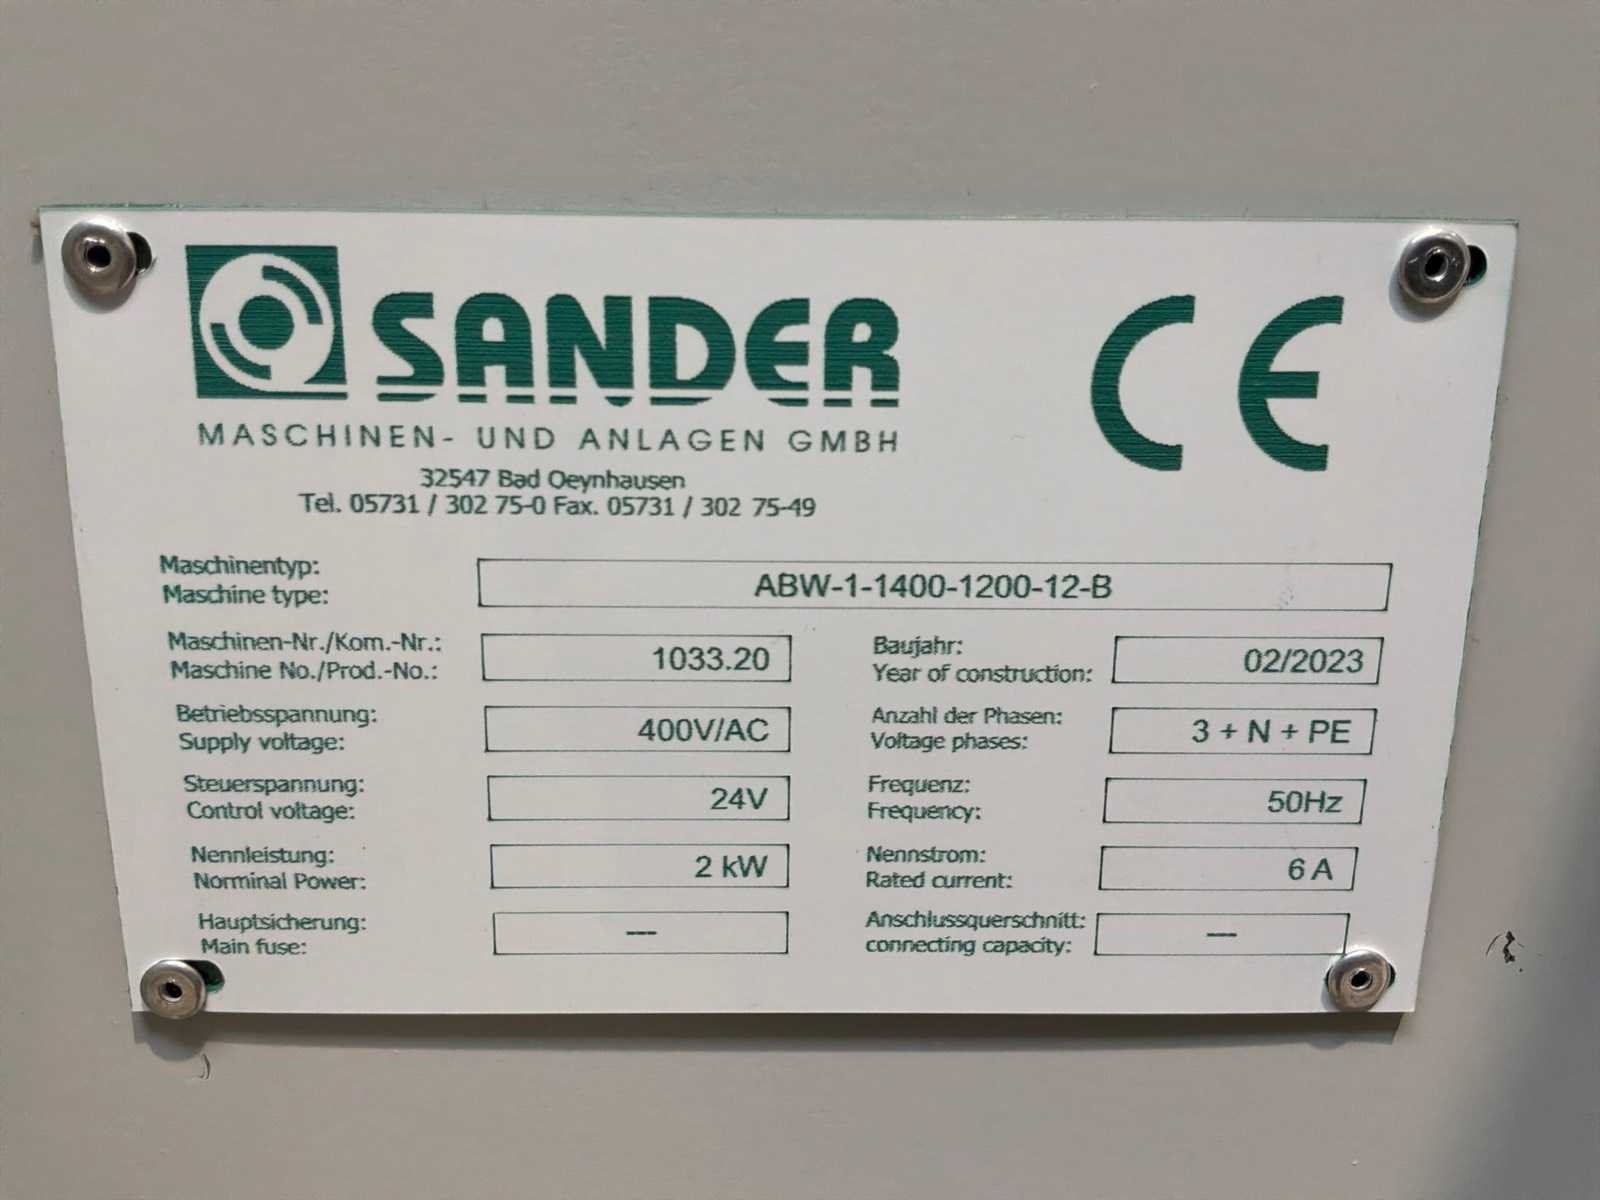 SANDER
CE
MASCHINEN- UND ANLAGEN GMBH
32547 Bad Oeynhausen
Tel. 05731 / 302 75-0 Fax. 05731 / 302 75-49
Maschinentyp:
Maschine type:
ABW-1-1400-1200-12-B
Maschinen-Nr./Kom.-Nr.:
Maschine No./Prod.-No.:
1033.20
Baujahr:
Year of construction:
02/2023
Betriebsspannung:
Supply voltage:
400V/AC
Anzahl der Phasen:
Voltage phases:
3 + N + PE
Steuerspannung:
Control voltage:
24V
Frequenz:
Frequency:
50Hz
Nennleistung:
Norminal Power:
2 kW
Nennstrom:
Rated current:
6 A
Hauptsicherung:
Main fuse:
---
Anschlussquerschnitt:
connecting capacity:
---